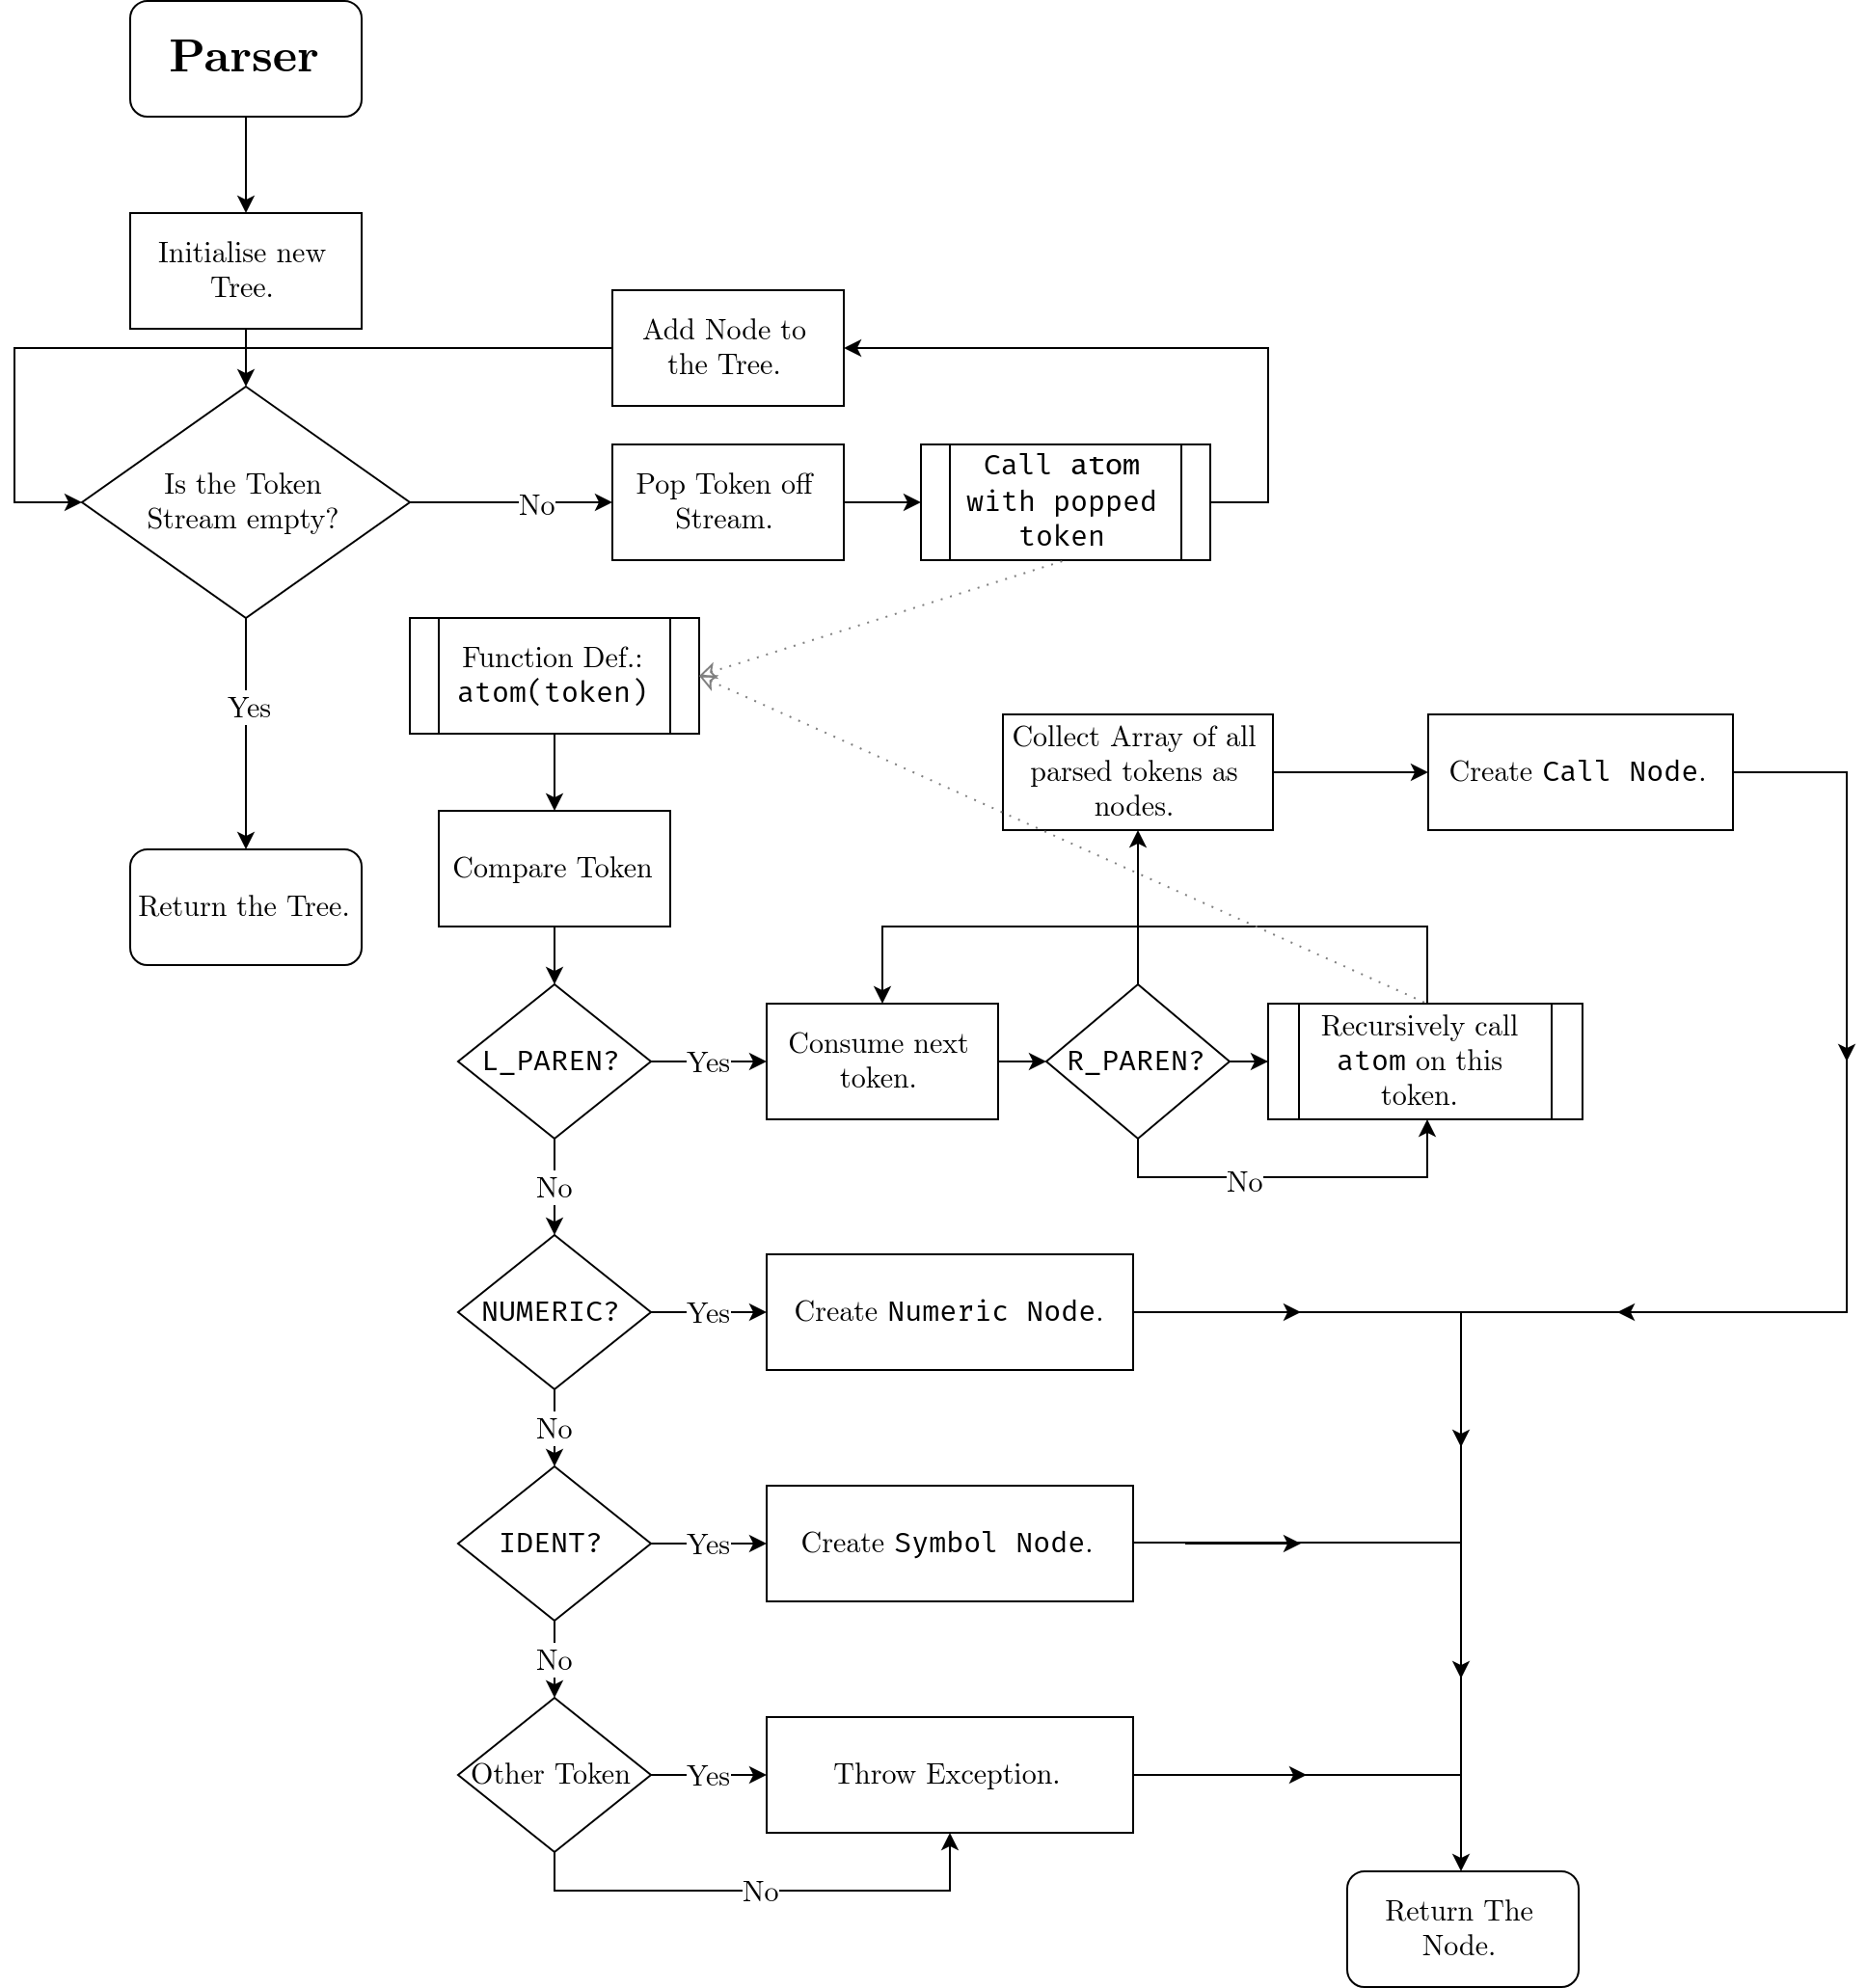 Parser
Initialise new
Tree.
Add Node to
the Tree.
Is the Token
Stream empty?
No
Pop Token off
Stream.
Call atom
with popped
token
Yes
Function Def.:
atom(token)
Return the Tree.
Compare Token
Collect Array of all
parsed tokens as
nodes.
Create Call Node.
L_PAREN?
Yes
Consume next
token.
R_PAREN?
Recursively call
atom on this
token.
No
No
NUMERIC?
Yes
Create Numeric Node.
No
IDENT?
Yes
Create Symbol Node.
No
Other Token
Yes
Throw Exception.
No
Return The
Node.